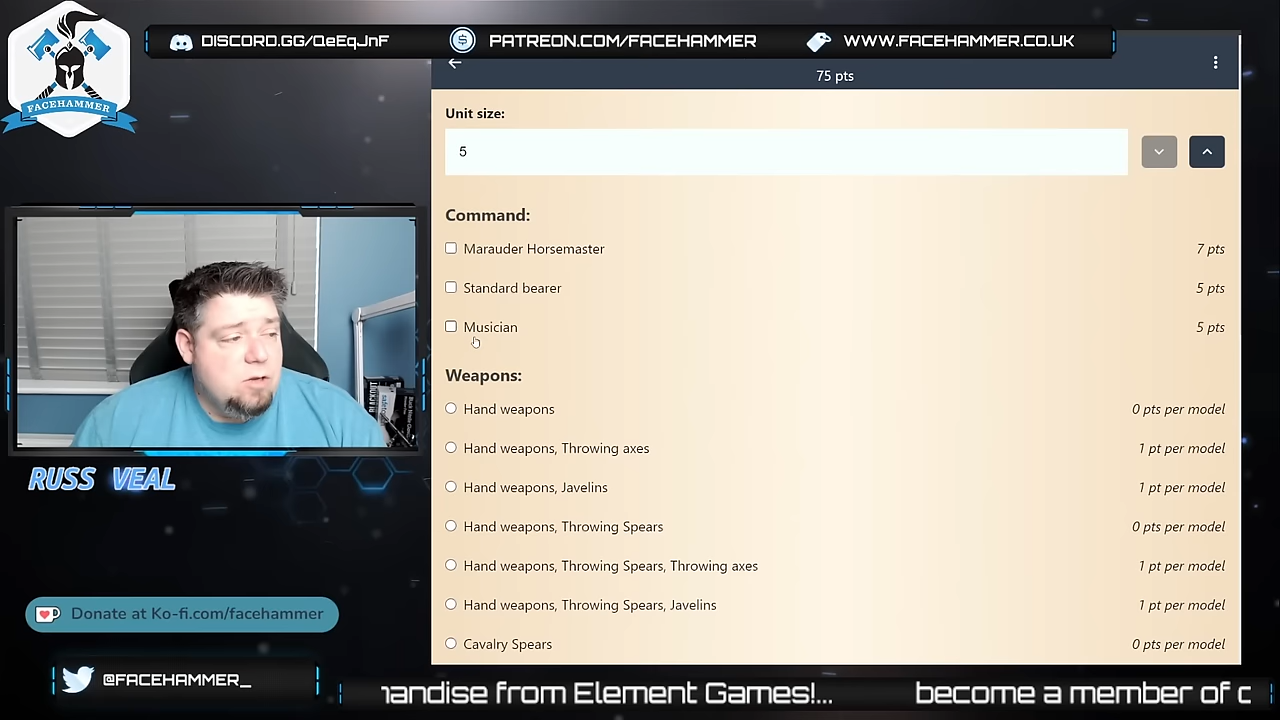 DISCORD.GG/QeEqJnF
PATREON.COM/FACEHAMMER
WWW.FACEHAMMER.CO.UK
FACEHAMMER
75 pts
Unit size:
5
Command:
Marauder Horsemaster 7 pts
Standard bearer 5 pts
Musician 5 pts
Weapons:
Hand weapons 0 pts per model
Hand weapons, Throwing axes 1 pt per model
Hand weapons, Javelins 1 pt per model
Hand weapons, Throwing Spears 0 pts per model
Hand weapons, Throwing Spears, Throwing axes 1 pt per model
Hand weapons, Throwing Spears, Javelins 1 pt per model
Cavalry Spears 0 pts per model
BLACKOUT
RUSS VEAL
Donate at Ko-fi.com/facehammer
@FACEHAMMER_
andise from Element Games!... become a member of